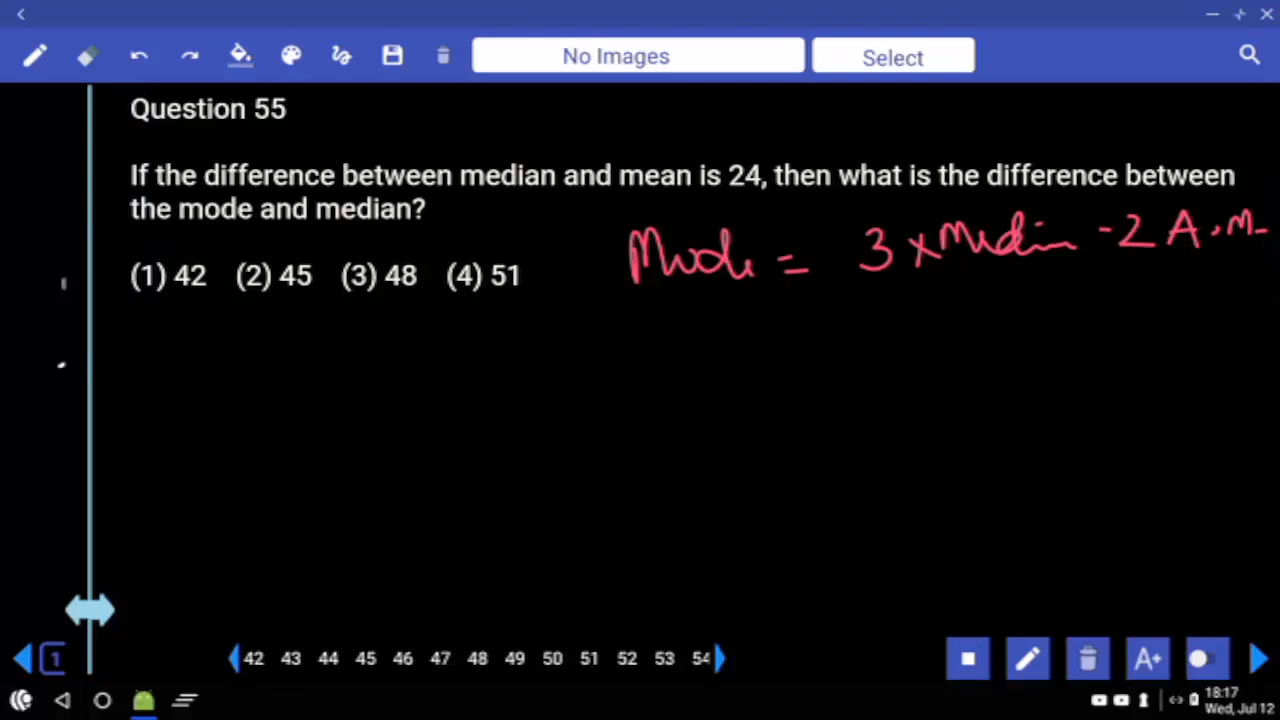 No Images
Select
Question 55
If the difference between median and mean is 24, then what is the difference between
the mode and median?
Mode = 3 × Median - 2 A.M.
(1) 42 (2) 45 (3) 48 (4) 51
1
42 43 44 45 46 47 48 49 50 51 52 53 54
A+
18:17
Wed, Jul 12